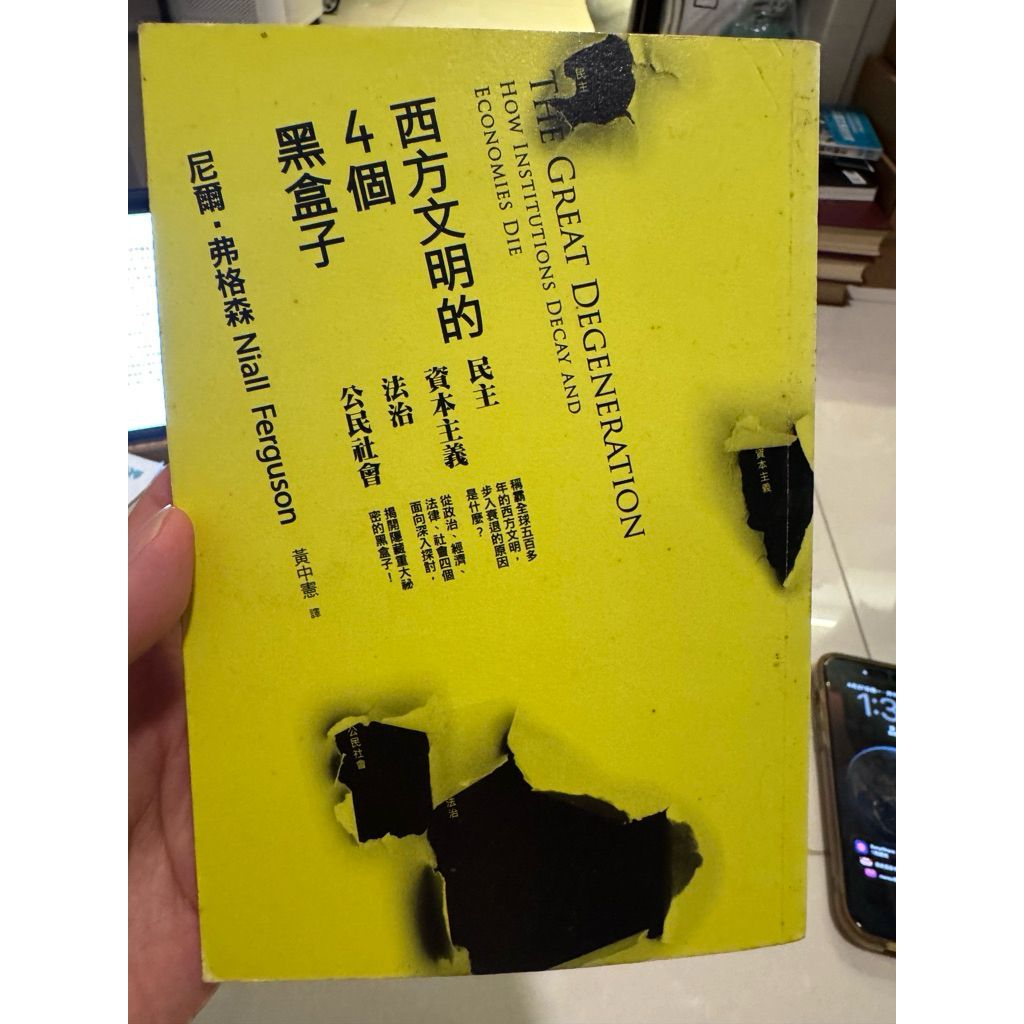 THE GREAT DEGENERATION
HOW INSTITUTIONS DECAY AND
ECONOMIES DIE
西方文明的
4個
黑盒子
民主
資本主義
法治
公民社會
稱霸全球五百多
年的西方文明,
步入衰退的原因
是什麼?
從政治、經濟、
法律、社會四個
面向深入探討,
揭開隱藏重大祕
密的黑盒子!
尼爾·弗格森 Niall Ferguson
黃中憲 譯
民主
資本主義
公民社會
法治
1:3